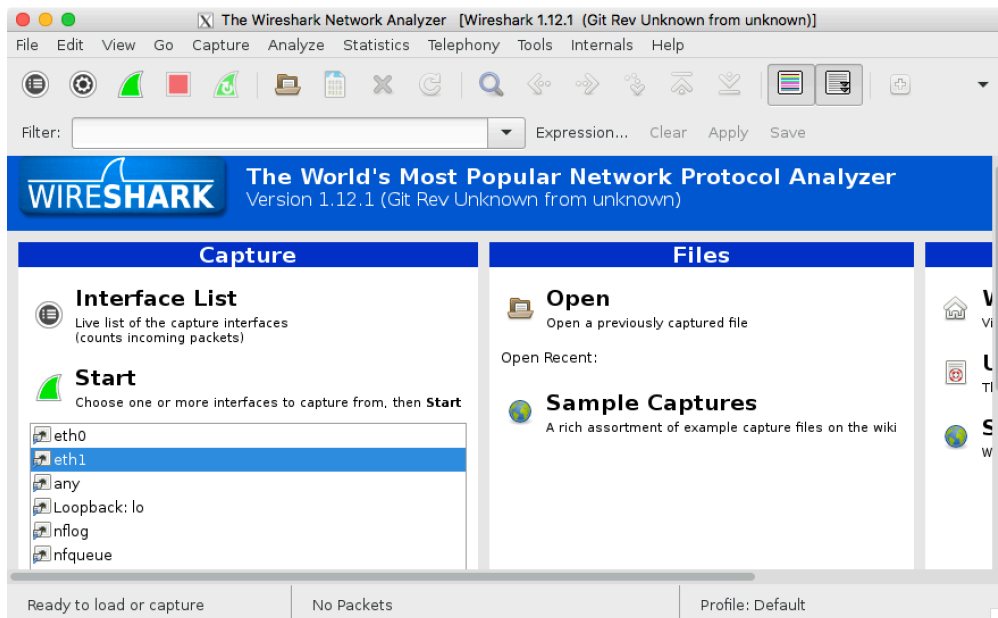 The Wireshark Network Analyzer [Wireshark 1.12.1 (Git Rev Unknown from unknown)]
File Edit View Go Capture Analyze Statistics Telephony Tools Internals Help
Filter: Expression... Clear Apply Save
WIRESHARK
The World's Most Popular Network Protocol Analyzer
Version 1.12.1 (Git Rev Unknown from unknown)
Capture
Interface List
Live list of the capture interfaces
(counts incoming packets)
Start
Choose one or more interfaces to capture from, then Start
eth0
eth1
any
Loopback: lo
nflog
nfqueue
Files
Open
Open a previously captured file
Open Recent:
Sample Captures
A rich assortment of example capture files on the wiki
Ready to load or capture
No Packets
Profile: Default